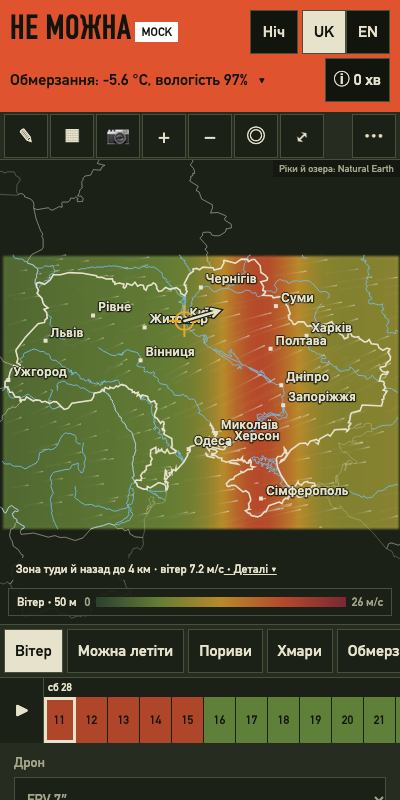 НЕ МОЖНА МОСК
Ніч UK EN
Обмерзання: -5.6 °C, вологість 97% ▾
ⓘ 0 хв
Ріки й озера: Natural Earth
Чернігів
Суми
Рівне
Житомир
Київ
Харків
Львів
Полтава
Вінниця
Ужгород
Дніпро
Запоріжжя
Миколаїв
Херсон
Одеса
Сімферополь
Зона туди й назад до 4 км · вітер 7.2 м/с · Деталі ▾
Вітер · 50 м 0 26 м/с
Вітер Можна летіти Пориви Хмари Обмерз
сб 28
11 12 13 14 15 16 17 18 19 20 21
Дрон
FPV 7"